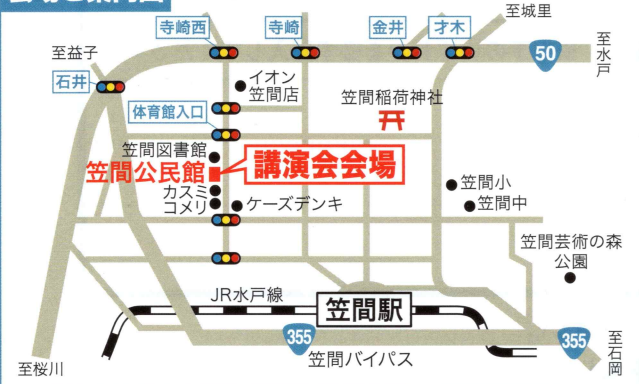 至城里
寺崎西
寺崎
金井
才木
至益子
50
至水戸
石井
イオン
笠間店
笠間稲荷神社
体育館入口
笠間図書館
笠間公民館
講演会会場
カスミ
コメリ
ケーズデンキ
笠間小
笠間中
笠間芸術の森
公園
JR水戸線
笠間駅
355
355
笠間バイパス
至桜川
至石岡